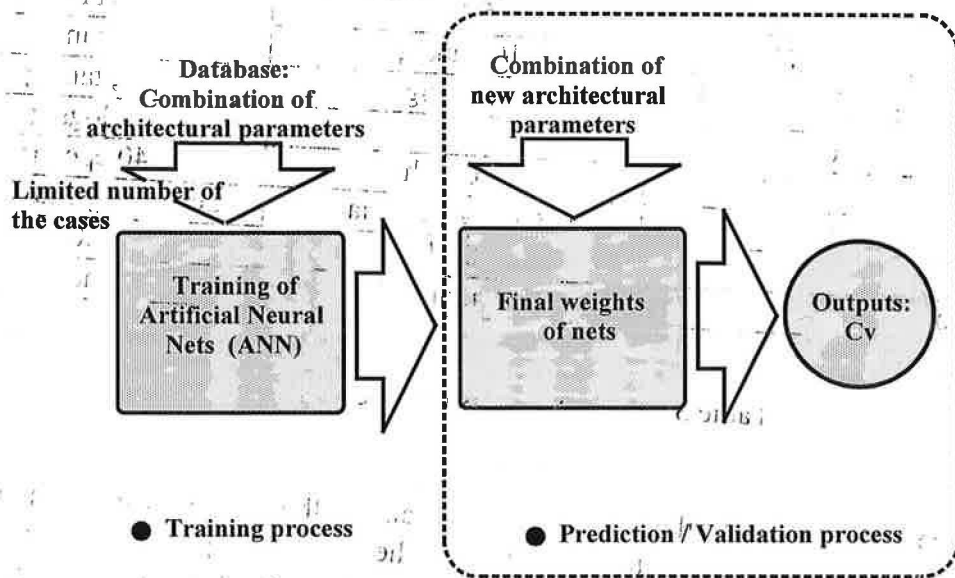 Database:
Combination of
architectural parameters
Limited number of
the cases
Training of
Artificial Neural
Nets (ANN)
● Training process
Combination of
new architectural
parameters
Final weights
of nets
Outputs:
Cv
● Prediction / Validation process